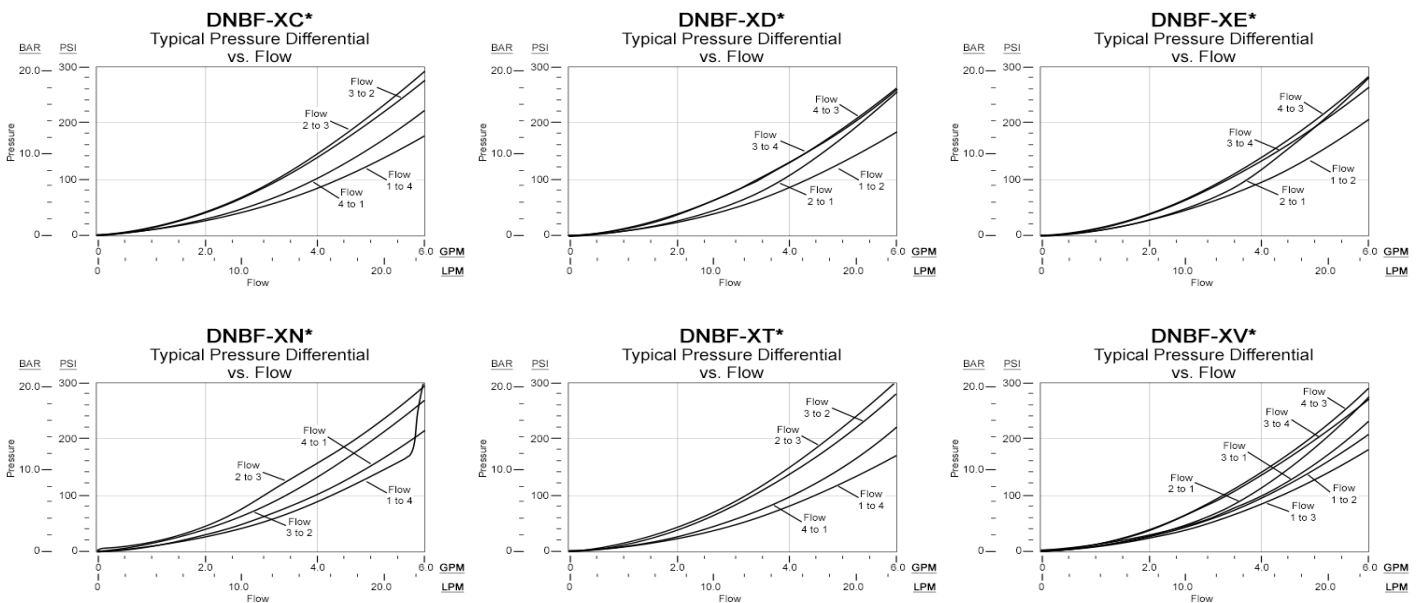 DNBF-XC*
Typical Pressure Differential
vs. Flow
BAR PSI
20.0 300
200
10.0
100
0 0
Pressure
Flow
3 to 2
Flow
2 to 3
Flow
1 to 4
Flow
4 to 1
0 2.0 4.0 6.0 GPM
0 10.0 20.0 LPM
Flow
DNBF-XD*
Typical Pressure Differential
vs. Flow
BAR PSI
20.0 300
200
10.0
100
0 0
Pressure
Flow
4 to 3
Flow
3 to 4
Flow
1 to 2
Flow
2 to 1
0 2.0 4.0 6.0 GPM
0 10.0 20.0 LPM
Flow
DNBF-XE*
Typical Pressure Differential
vs. Flow
BAR PSI
20.0 300
200
10.0
100
0 0
Pressure
Flow
4 to 3
Flow
3 to 4
Flow
1 to 2
Flow
2 to 1
0 2.0 4.0 6.0 GPM
0 10.0 20.0 LPM
Flow
DNBF-XN*
Typical Pressure Differential
vs. Flow
BAR PSI
20.0 300
200
10.0
100
0 0
Pressure
Flow
4 to 1
Flow
2 to 3
Flow
1 to 4
Flow
3 to 2
0 2.0 4.0 6.0 GPM
0 10.0 20.0 LPM
Flow
DNBF-XT*
Typical Pressure Differential
vs. Flow
BAR PSI
20.0 300
200
10.0
100
0 0
Pressure
Flow
3 to 2
Flow
2 to 3
Flow
1 to 4
Flow
4 to 1
0 2.0 4.0 6.0 GPM
0 10.0 20.0 LPM
Flow
DNBF-XV*
Typical Pressure Differential
vs. Flow
BAR PSI
20.0 300
200
10.0
100
0 0
Pressure
Flow
4 to 3
Flow
3 to 4
Flow
3 to 1
Flow
2 to 1
Flow
1 to 2
Flow
1 to 3
0 2.0 4.0 6.0 GPM
0 10.0 20.0 LPM
Flow